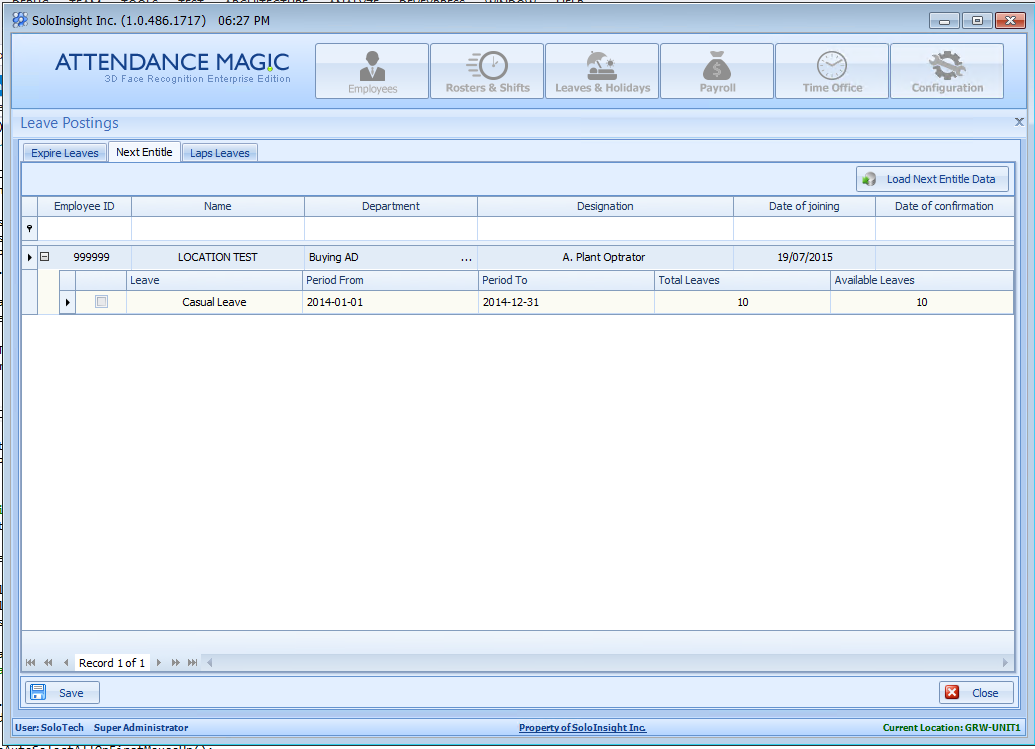 SoloInsight Inc. (1.0.486.1717) 06:27 PM
ATTENDANCE MAGIC
3D Face Recognition Enterprise Edition
Employees
Rosters & Shifts
Leaves & Holidays
Payroll
Time Office
Configuration
Leave Postings
Expire Leaves Next Entitle Laps Leaves
Load Next Entitle Data
Employee ID Name Department Designation Date of joining Date of confirmation
999999 LOCATION TEST Buying AD ... A. Plant Optrator 19/07/2015
Leave Period From Period To Total Leaves Available Leaves
Casual Leave 2014-01-01 2014-12-31 10 10
Record 1 of 1
Save Close
User: SoloTech Super Administrator Property of SoloInsight Inc. Current Location: GRW-UNIT1